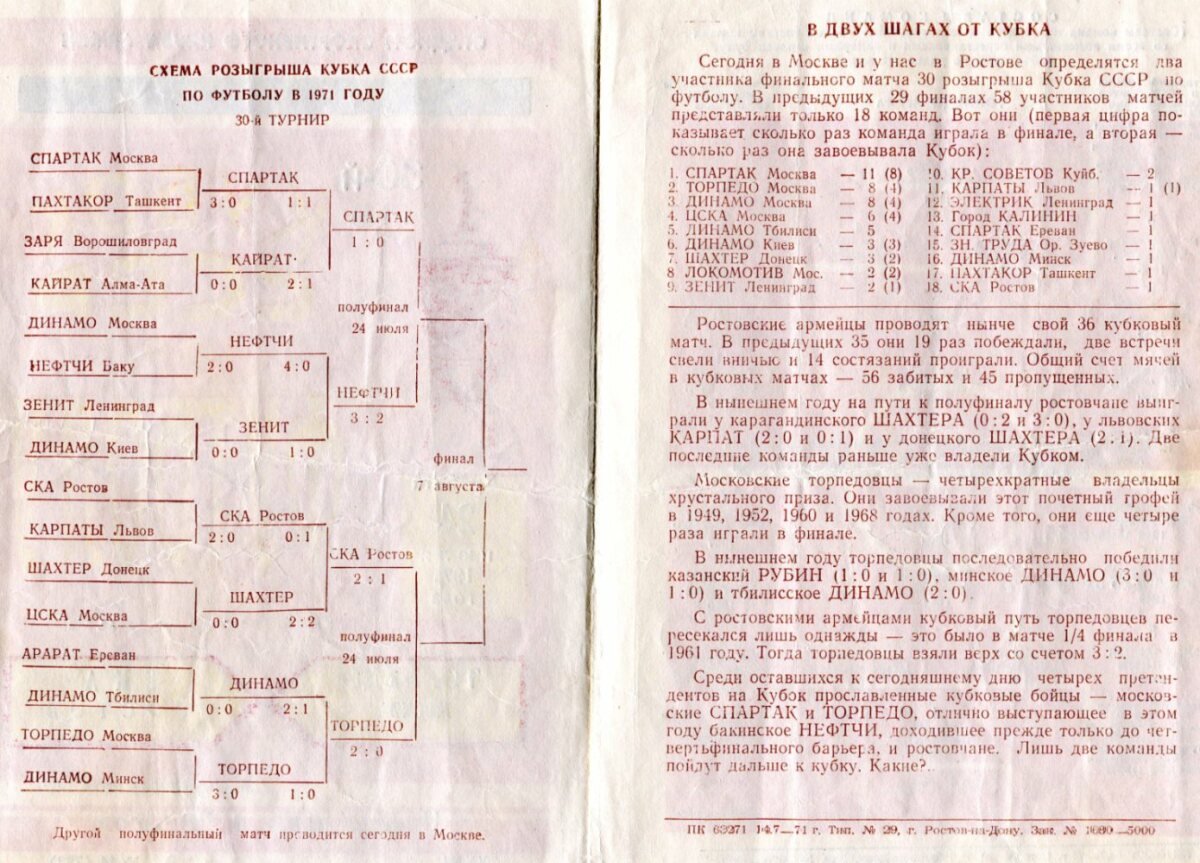 СХЕМА РОЗЫГРЫША КУБКА СССР
ПО ФУТБОЛУ В 1971 ГОДУ
30-й ТУРНИР
СПАРТАК Москва
СПАРТАК
ПАХТАКОР Ташкент
3:0 1:1
СПАРТАК
1:0
ЗАРЯ Ворошиловград
КАЙРАТ
КАЙРАТ Алма-Ата
0:0 2:1
полуфинал
24 июля
ДИНАМО Москва
НЕФТЧИ
НЕФТЧИ Баку
2:0 4:0
НЕФТЧИ
3:2
ЗЕНИТ Ленинград
ЗЕНИТ
ДИНАМО Киев
0:0 1:0
финал
7 августа
СКА Ростов
СКА Ростов
КАРПАТЫ Львов
2:0 0:1
СКА Ростов
2:1
ШАХТЕР Донецк
ШАХТЕР
ЦСКА Москва
0:0 2:2
полуфинал
24 июля
АРАРАТ Ереван
ДИНАМО
ДИНАМО Тбилиси
0:0 2:1
ТОРПЕДО
2:0
ТОРПЕДО Москва
ТОРПЕДО
ДИНАМО Минск
3:0 1:0
Другой полуфинальный матч проводится сегодня в Москве.
В ДВУХ ШАГАХ ОТ КУБКА
Сегодня в Москве и у нас в Ростове определятся два
участника финального матча 30 розыгрыша Кубка СССР по
футболу. В предыдущих 29 финалах 58 участников матчей
представляли только 18 команд. Вот они (первая цифра по-
казывает сколько раз команда играла в финале, а вторая —
сколько раз она завоевывала Кубок):
1. СПАРТАК Москва — 11 (8)
2. ТОРПЕДО Москва — 8 (4)
3. ДИНАМО Москва — 8 (4)
4. ЦСКА Москва — 6 (4)
5. ДИНАМО Тбилиси — 5
6. ДИНАМО Киев — 3 (3)
7. ШАХТЕР Донецк — 3 (2)
8 ЛОКОМОТИВ Мос. — 2 (2)
9. ЗЕНИТ Ленинград — 2 (1)
10. КР. СОВЕТОВ Куйб. — 2
11. КАРПАТЫ Львов — 1 (1)
12. ЭЛЕКТРИК Ленинград — 1
13. Город КАЛИНИН — 1
14. СПАРТАК Ереван — 1
15. ЗН. ТРУДА Ор. Зуево — 1
16. ДИНАМО Минск — 1
17. ПАХТАКОР Ташкент — 1
18. СКА Ростов — 1
Ростовские армейцы проводят нынче свой 36 кубковый
матч. В предыдущих 35 они 19 раз побеждали, две встречи
свели вничью и 14 состязаний проиграли. Общий счет мячей
в кубковых матчах — 56 забитых и 45 пропущенных.
В нынешнем году на пути к полуфиналу ростовчане выиг-
рали у карагандинского ШАХТЕРА (0:2 и 3:0), у львовских
КАРПАТ (2:0 и 0:1) и у донецкого ШАХТЕРА (2:1). Две
последние команды раньше уже владели Кубком.
Московские торпедовцы — четырехкратные владельцы
хрустального приза. Они завоевывали этот почетный трофей
в 1949, 1952, 1960 и 1968 годах. Кроме того, они еще четыре
раза играли в финале.
В нынешнем году торпедовцы последовательно победили
казанский РУБИН (1:0 и 1:0), минское ДИНАМО (3:0 и
1:0) и тбилисское ДИНАМО (2:0).
С ростовскими армейцами кубковый путь торпедовцев пе-
ресекался лишь однажды — это было в матче 1/4 финала в
1961 году. Тогда торпедовцы взяли верх со счетом 3:2.
Среди оставшихся к сегодняшнему дню четырех претен-
дентов на Кубок прославленные кубковые бойцы — москов-
ские СПАРТАК и ТОРПЕДО, отлично выступающее в этом
году бакинское НЕФТЧИ, доходившее прежде только до чет-
вертьфинального барьера, и ростовчане. Лишь две команды
пойдут дальше к кубку. Какие?
ПК 63271 14.7—71 г. Тип. № 29, г. Ростов-на-Дону. Зак. № —5000